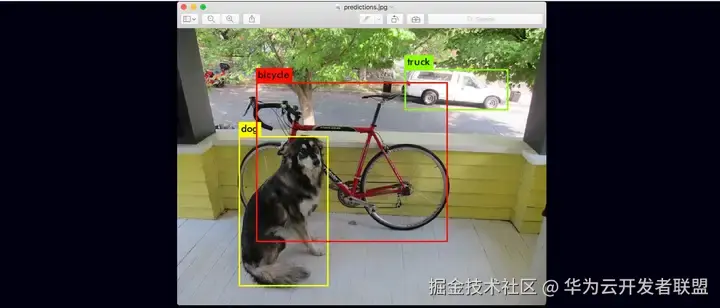 predictions.jpg
Search
truck
bicycle
dog
掘金技术社区 @ 华为云开发者联盟